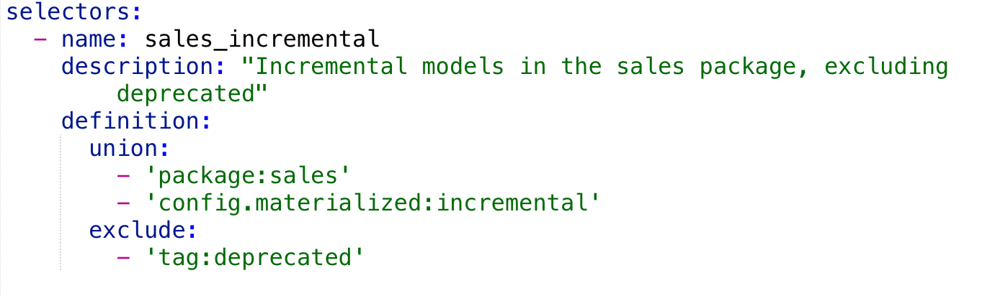 selectors:
  - name: sales_incremental
    description: "Incremental models in the sales package, excluding
        deprecated"
    definition:
      union:
        - 'package:sales'
        - 'config.materialized:incremental'
      exclude:
        - 'tag:deprecated'